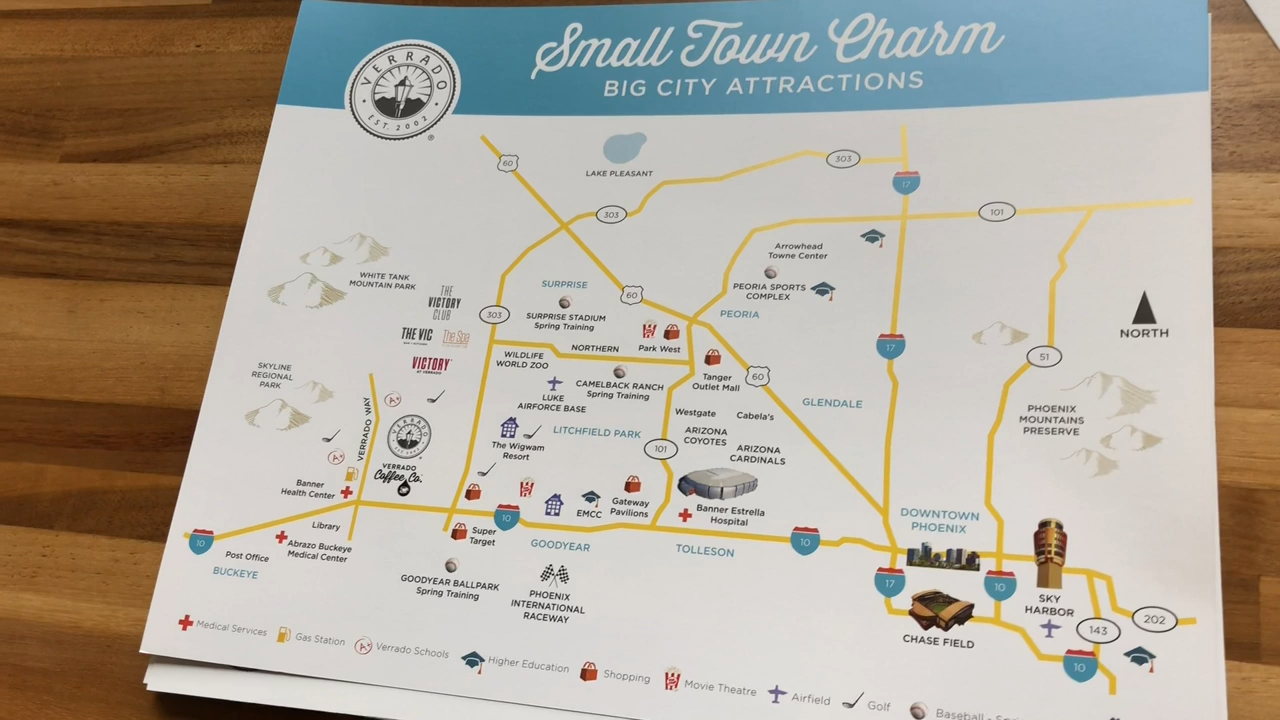 VERRADO
EST. 2002
®
Small Town Charm
BIG CITY ATTRACTIONS
60
LAKE PLEASANT
303
17
303
101
Arrowhead
Towne Center
WHITE TANK
MOUNTAIN PARK
THE
VICTORY
CLUB
SURPRISE
60
PEORIA SPORTS
COMPLEX
303
SURPRISE STADIUM
Spring Training
PEORIA
NORTH
THE VIC
The Spa
NORTHERN
Park West
17
51
VICTORY
AT VERRADO
WILDLIFE
WORLD ZOO
SKYLINE
REGIONAL
PARK
CAMELBACK RANCH
Spring Training
Tanger
Outlet Mall
60
LUKE
AIRFORCE BASE
GLENDALE
A+
VERRADO WAY
Westgate
Cabela's
PHOENIX
MOUNTAINS
PRESERVE
VERRADO
LITCHFIELD PARK
ARIZONA
COYOTES
ARIZONA
CARDINALS
The Wigwam
Resort
101
A+
VERRADO
Coffee Co.
Banner
Health Center
EMCC
Gateway
Pavilions
Banner Estrella
Hospital
DOWNTOWN
PHOENIX
10
10
10
Library
Super
Target
GOODYEAR
TOLLESON
Post Office
Abrazo Buckeye
Medical Center
BUCKEYE
GOODYEAR BALLPARK
Spring Training
PHOENIX
INTERNATIONAL
RACEWAY
17
10
SKY
HARBOR
CHASE FIELD
143
202
10
Medical Services
Gas Station
A+
Verrado Schools
Higher Education
Shopping
Movie Theatre
Airfield
Golf